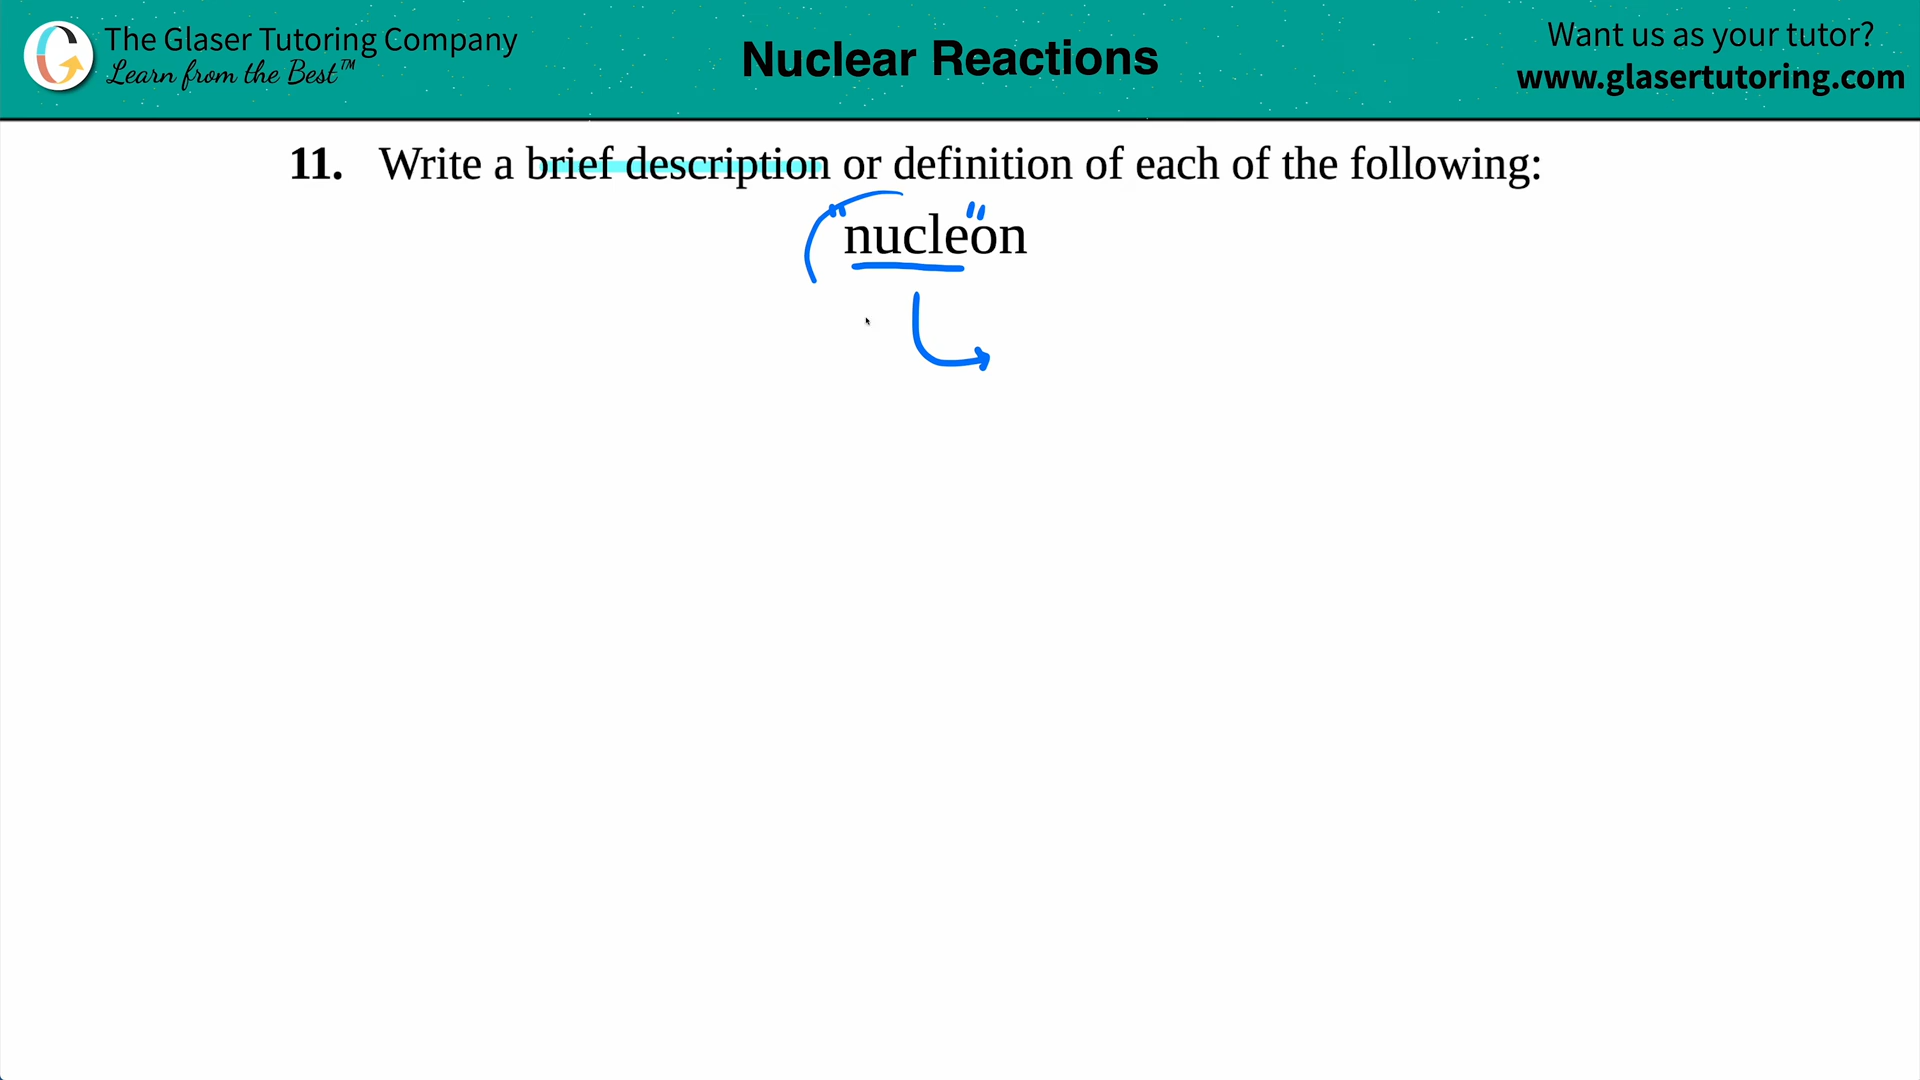 The Glaser Tutoring Company
Learn from the Best™
Nuclear Reactions
Want us as your tutor?
www.glasertutoring.com
11. Write a brief description or definition of each of the following:
"nucleon"